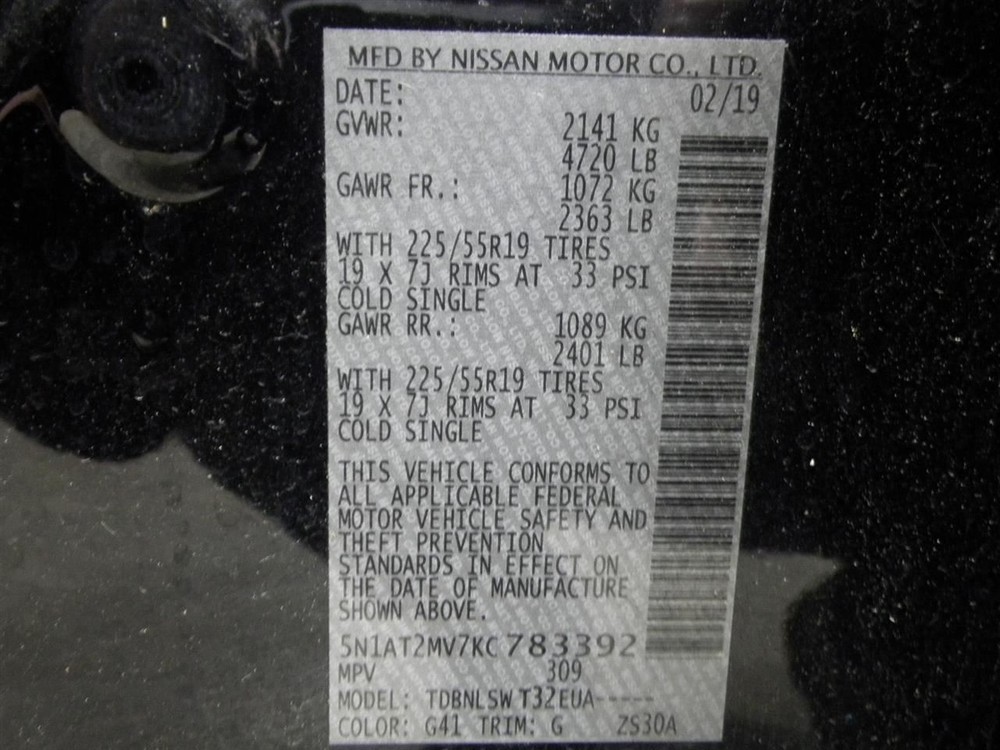 MFD BY NISSAN MOTOR CO., LTD.
DATE: 02/19
GVWR: 2141 KG
4720 LB
GAWR FR.: 1072 KG
2363 LB
WITH 225/55R19 TIRES
19 X 7J RIMS AT 33 PSI
COLD SINGLE
GAWR RR.: 1089 KG
2401 LB
WITH 225/55R19 TIRES
19 X 7J RIMS AT 33 PSI
COLD SINGLE
THIS VEHICLE CONFORMS TO
ALL APPLICABLE FEDERAL
MOTOR VEHICLE SAFETY AND
THEFT PREVENTION
STANDARDS IN EFFECT ON
THE DATE OF MANUFACTURE
SHOWN ABOVE.
5N1AT2MV7KC783392
MPV 309
MODEL: TDBNLSW T32EUA-----
COLOR: G41 TRIM: G ZS30A